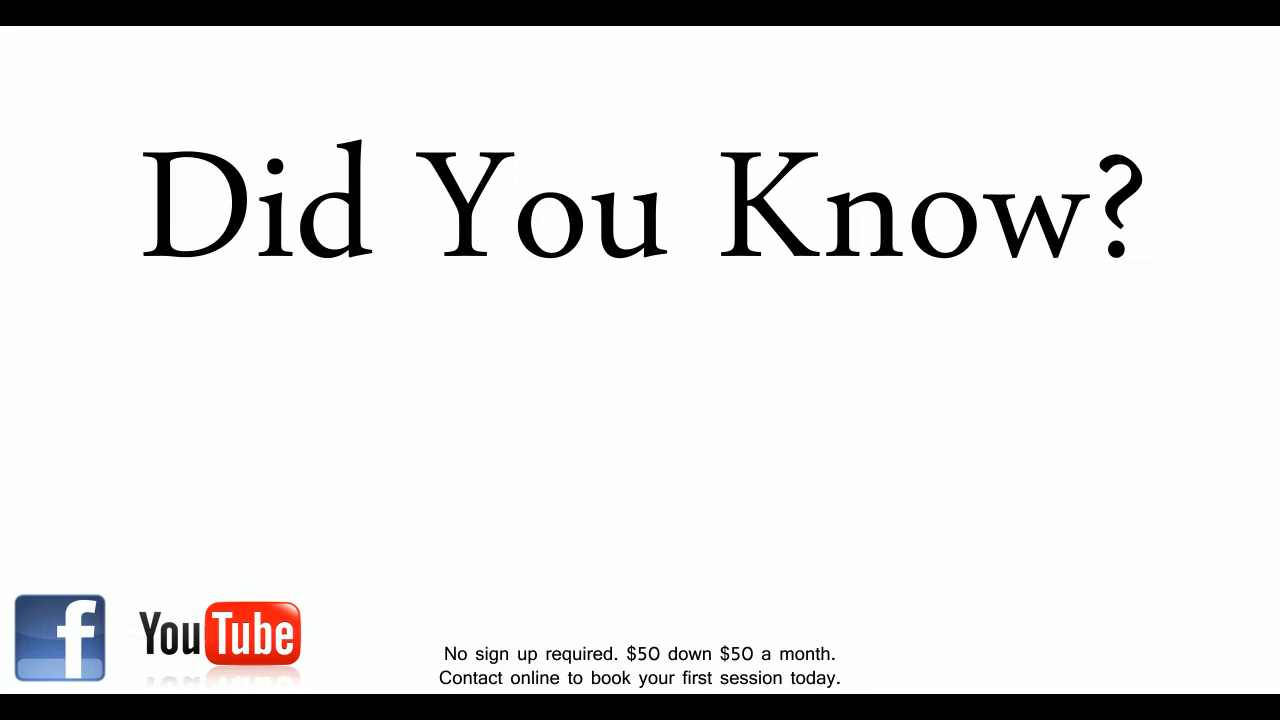 Did You Know?
f
YouTube
No sign up required. $50 down $50 a month.
Contact online to book your first session today.